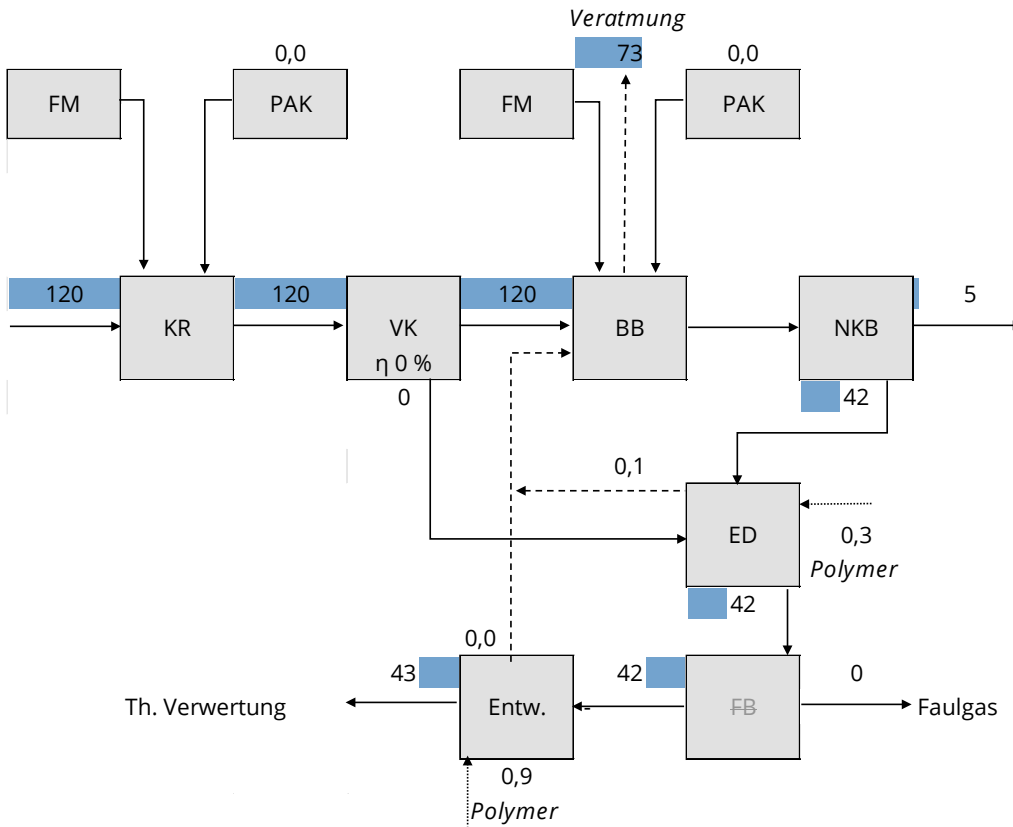 Veratmung
0,0
73
0,0
FM
PAK
FM
PAK
120
120
120
5
KR
VK
BB
NKB
η 0 %
0
42
0,1
ED
0,3
Polymer
42
0,0
43
42
0
Th. Verwertung
Entw.
-
FB
Faulgas
0,9
Polymer